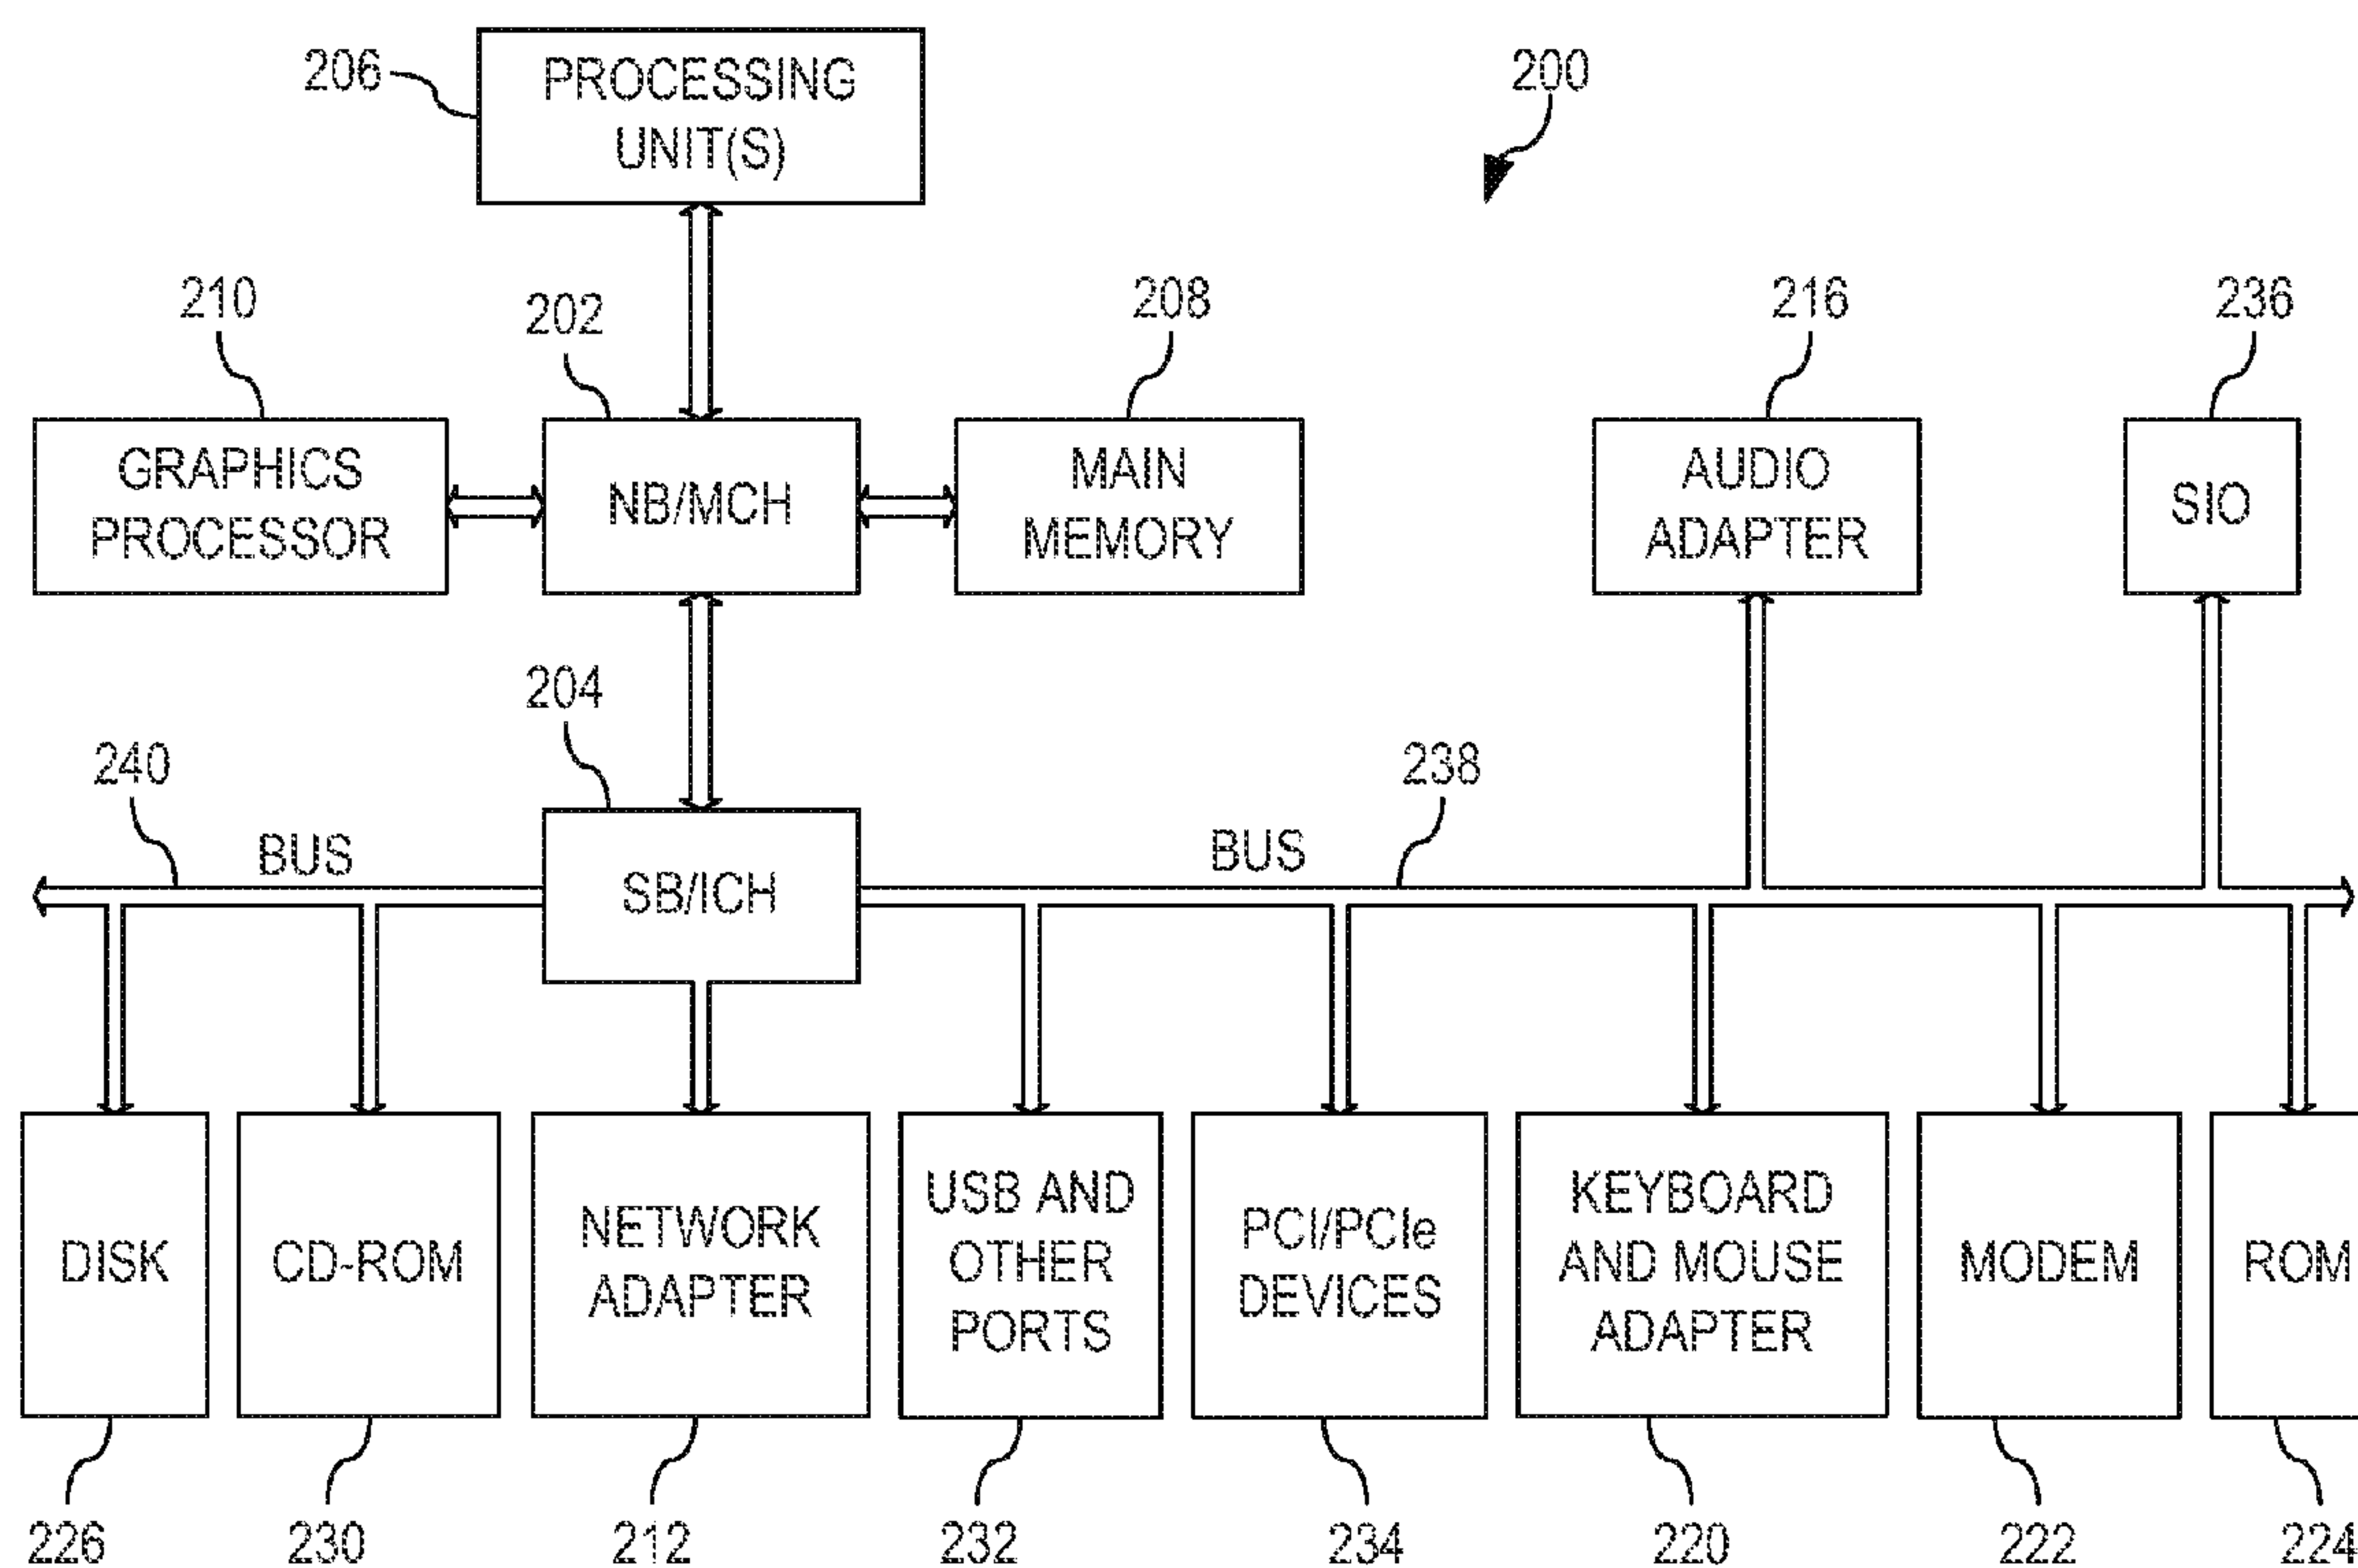 206
PROCESSING
UNIT(S)
200
210
202
208
216
236
GRAPHICS
PROCESSOR
NB/MCH
MAIN
MEMORY
AUDIO
ADAPTER
SIO
204
240
238
BUS
BUS
SB/ICH
DISK
CD-ROM
NETWORK
ADAPTER
USB AND
OTHER
PORTS
PCI/PCIe
DEVICES
KEYBOARD
AND MOUSE
ADAPTER
MODEM
ROM
226
230
212
232
234
220
222
224